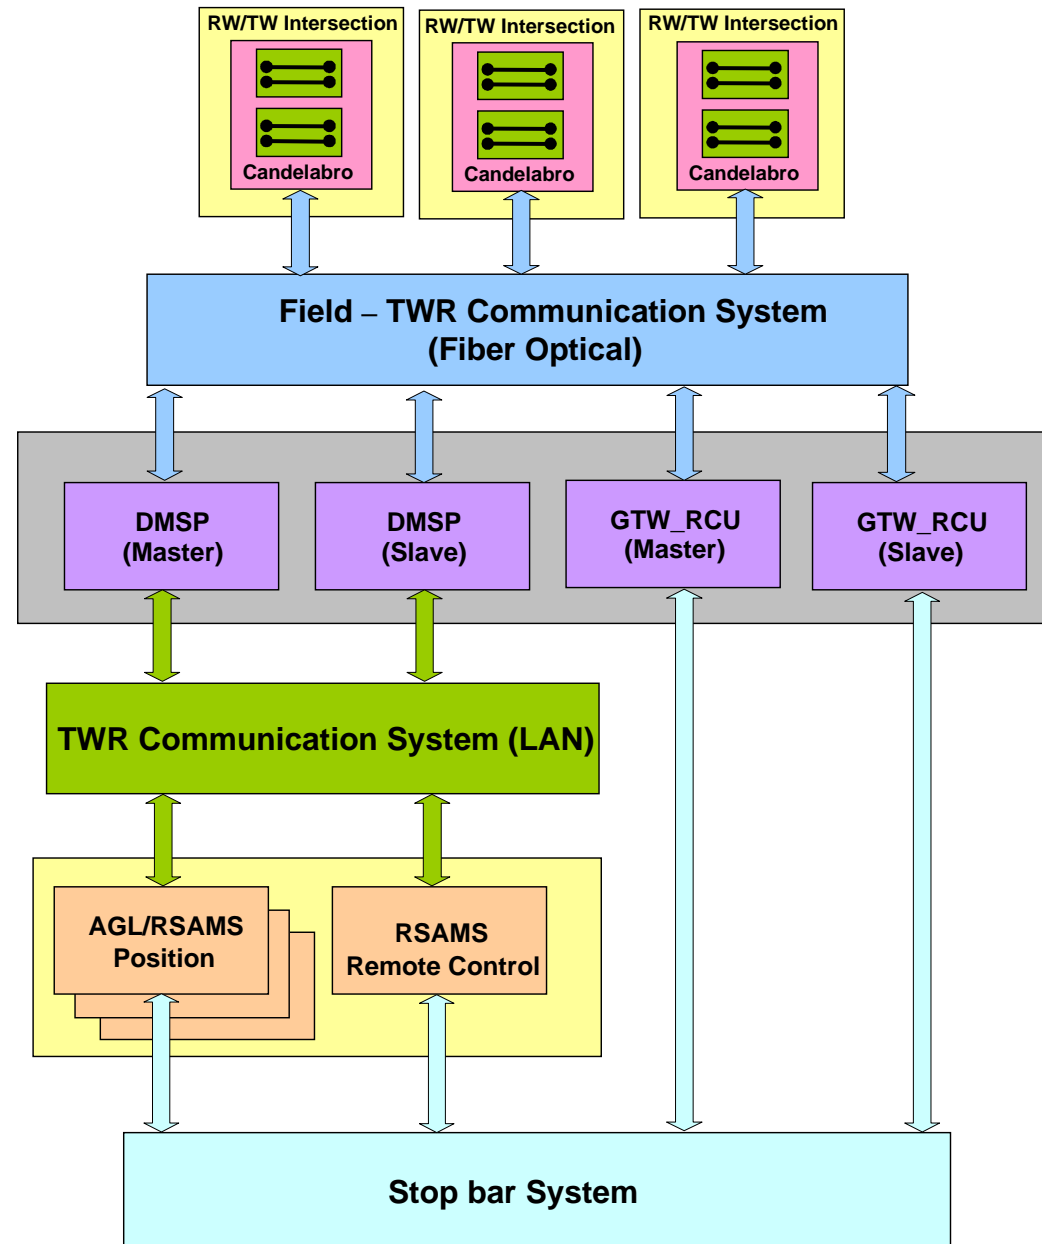 RW/TW Intersection
Candelabro
RW/TW Intersection
Candelabro
RW/TW Intersection
Candelabro
Field – TWR Communication System
(Fiber Optical)
DMSP
(Master)
DMSP
(Slave)
GTW_RCU
(Master)
GTW_RCU
(Slave)
TWR Communication System (LAN)
AGL/RSAMS
Position
RSAMS
Remote Control
Stop bar System